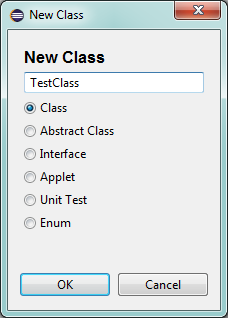 New Class
New Class
TestClass
Class
Abstract Class
Interface
Applet
Unit Test
Enum
OK
Cancel